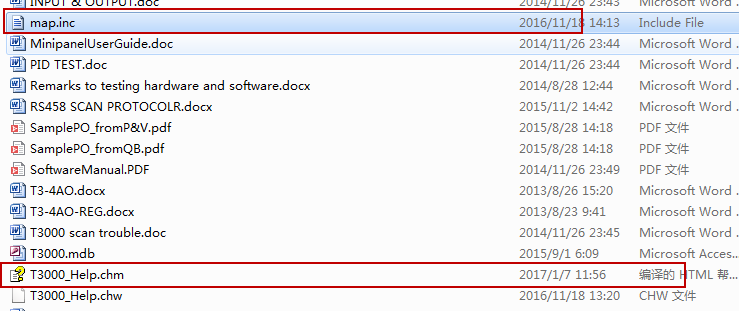 INPUT & OUTPUT.doc 2014/11/26 23:43 Microsoft Word ...
map.inc 2016/11/18 14:13 Include File
MinipanelUserGuide.doc 2014/11/26 23:44 Microsoft Word ...
PID TEST.doc 2014/11/26 23:44 Microsoft Word ...
Remarks to testing hardware and software.docx 2014/8/28 12:44 Microsoft Word ...
RS458 SCAN PROTOCOLR.docx 2015/11/2 14:42 Microsoft Word ...
SamplePO_fromP&V.pdf 2015/8/28 14:18 PDF 文件
SamplePO_fromQB.pdf 2015/8/28 14:18 PDF 文件
SoftwareManual.PDF 2014/11/26 23:49 PDF 文件
T3-4AO.docx 2013/8/26 15:20 Microsoft Word ...
T3-4AO-REG.docx 2013/8/23 9:41 Microsoft Word ...
T3000 scan trouble.doc 2014/11/26 23:45 Microsoft Word ...
T3000.mdb 2015/9/1 6:09 Microsoft Acces...
T3000_Help.chm 2017/1/7 11:56 编译的 HTML 帮...
T3000_Help.chw 2016/11/18 13:20 CHW 文件